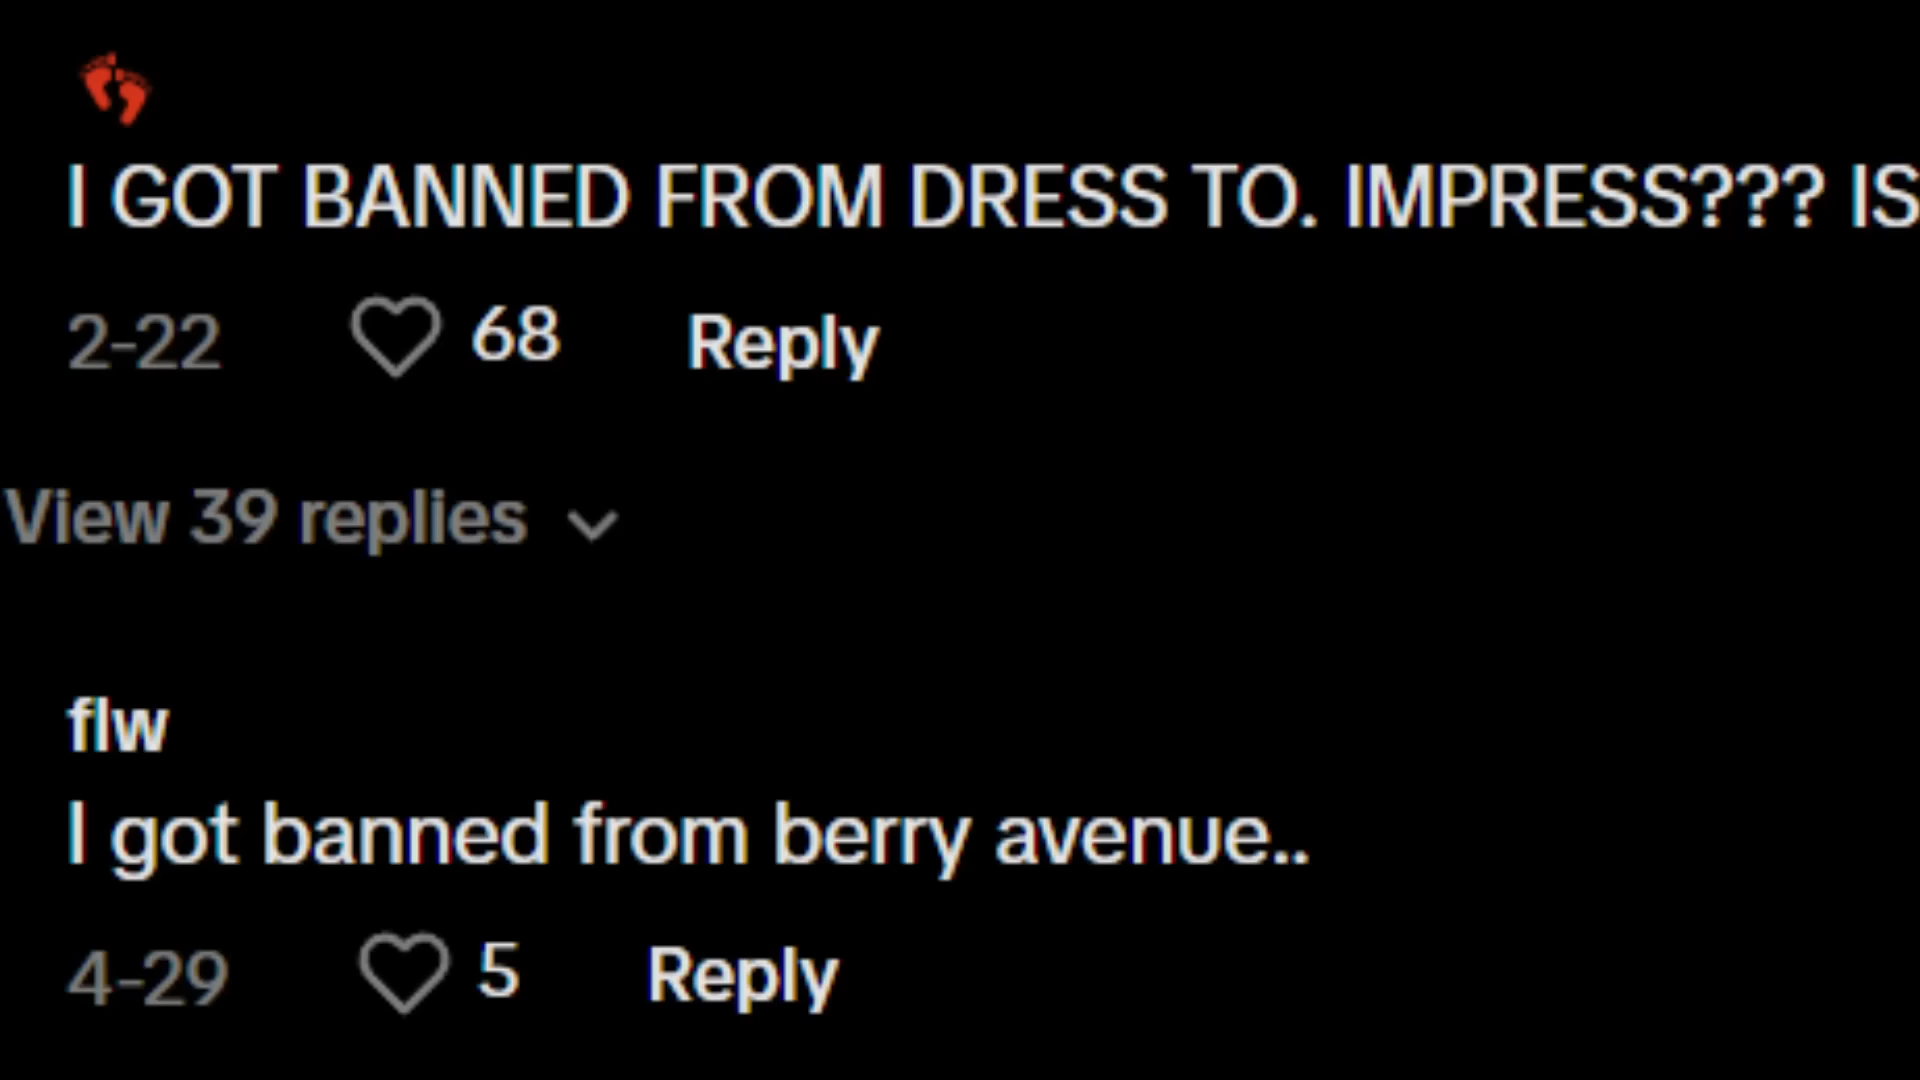 👣
I GOT BANNED FROM DRESS TO. IMPRESS??? IS
2-22 68 Reply
View 39 replies
flw
I got banned from berry avenue..
4-29 5 Reply